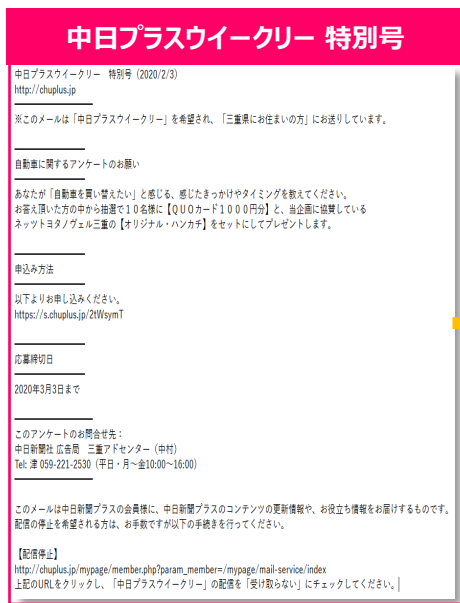 中日プラスウイークリー 特別号
中日プラスウイークリー　特別号（2020/2/3）
http://chuplus.jp
※このメールは「中日プラスウイークリー」を希望され、「三重県にお住まいの方」にお送りしています。
自動車に関するアンケートのお願い
あなたが「自動車を買い替えたい」と感じる、感じたきっかけやタイミングを教えてください。
お答え頂いた方の中から抽選で１０名様に【ＱＵＯカード１０００円分】と、当企画に協賛している
ネッツトヨタノヴェル三重の【オリジナル・ハンカチ】をセットにしてプレゼントします。
申込み方法
以下よりお申し込みください。
https://s.chuplus.jp/2tWsymT
応募締切日
2020年3月3日まで
このアンケートのお問合せ先：
中日新聞社 広告局　三重アドセンター（中村）
Tel: 津 059-221-2530（平日・月～金10:00～16:00）
このメールは中日新聞プラスの会員様に、中日新聞プラスのコンテンツの更新情報や、お役立ち情報をお届けするものです。
配信の停止を希望される方は、お手数ですが以下の手続きを行ってください。
【配信停止】
http://chuplus.jp/mypage/member.php?param_member=/mypage/mail-service/index
上記のURLをクリックし、「中日プラスウイークリー」の配信を「受け取らない」にチェックしてください。